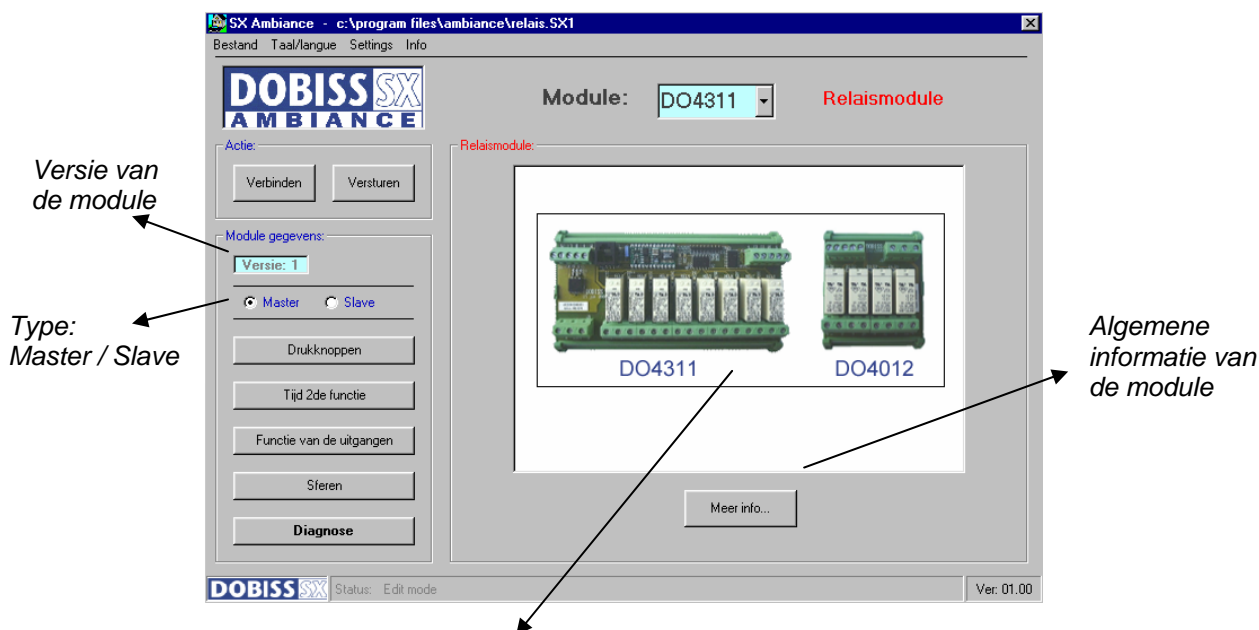 SX Ambiance - c:\program files\ambiance\relais.SX1
Bestand Taal/langue Settings Info
DOBISS SX
AMBIANCE
Module: DO4311 Relaismodule
Actie:
Verbinden Versturen
Module gegevens:
Versie: 1
Master Slave
Drukknoppen
Tijd 2de functie
Functie van de uitgangen
Sferen
Diagnose
Relaismodule:
DO4311 DO4012
Meer info...
DOBISS SX Status: Edit mode Ver: 01.00
Versie van
de module
Type:
Master / Slave
Algemene
informatie van
de module